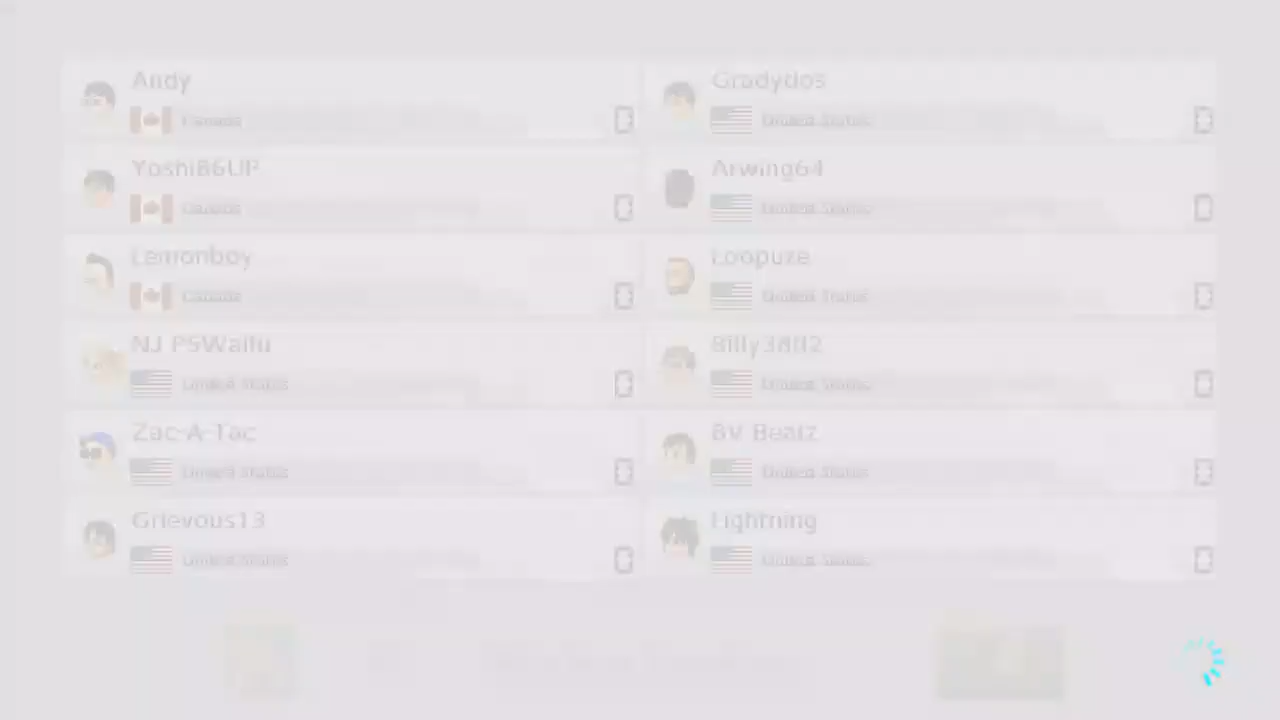 Andy
Canada
Gradydos
United States
Yoshi86UP
Canada
Arwing64
United States
Lemonboy
Canada
Loopuze
United States
NJ PSWaifu
United States
United States
Zac-A-Tac
United States
BV Beatz
United States
Grievous13
United States
Lightning
United States